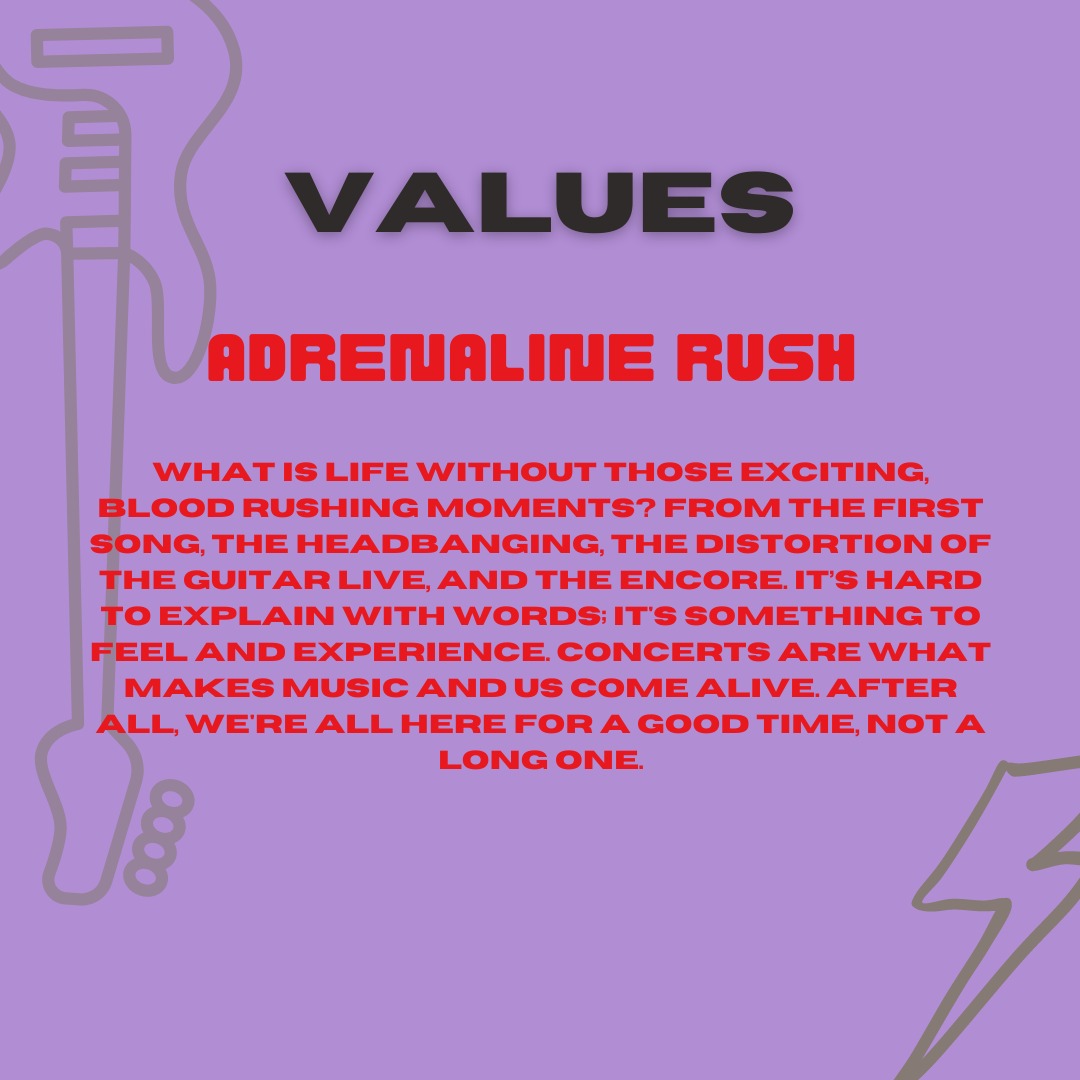 VALUES
ADRENALINE RUSH
WHAT IS LIFE WITHOUT THOSE EXCITING,
BLOOD RUSHING MOMENTS? FROM THE FIRST
SONG, THE HEADBANGING, THE DISTORTION OF
THE GUITAR LIVE, AND THE ENCORE. IT’S HARD
TO EXPLAIN WITH WORDS; IT'S SOMETHING TO
FEEL AND EXPERIENCE. CONCERTS ARE WHAT
MAKES MUSIC AND US COME ALIVE. AFTER
ALL, WE'RE ALL HERE FOR A GOOD TIME, NOT A
LONG ONE.